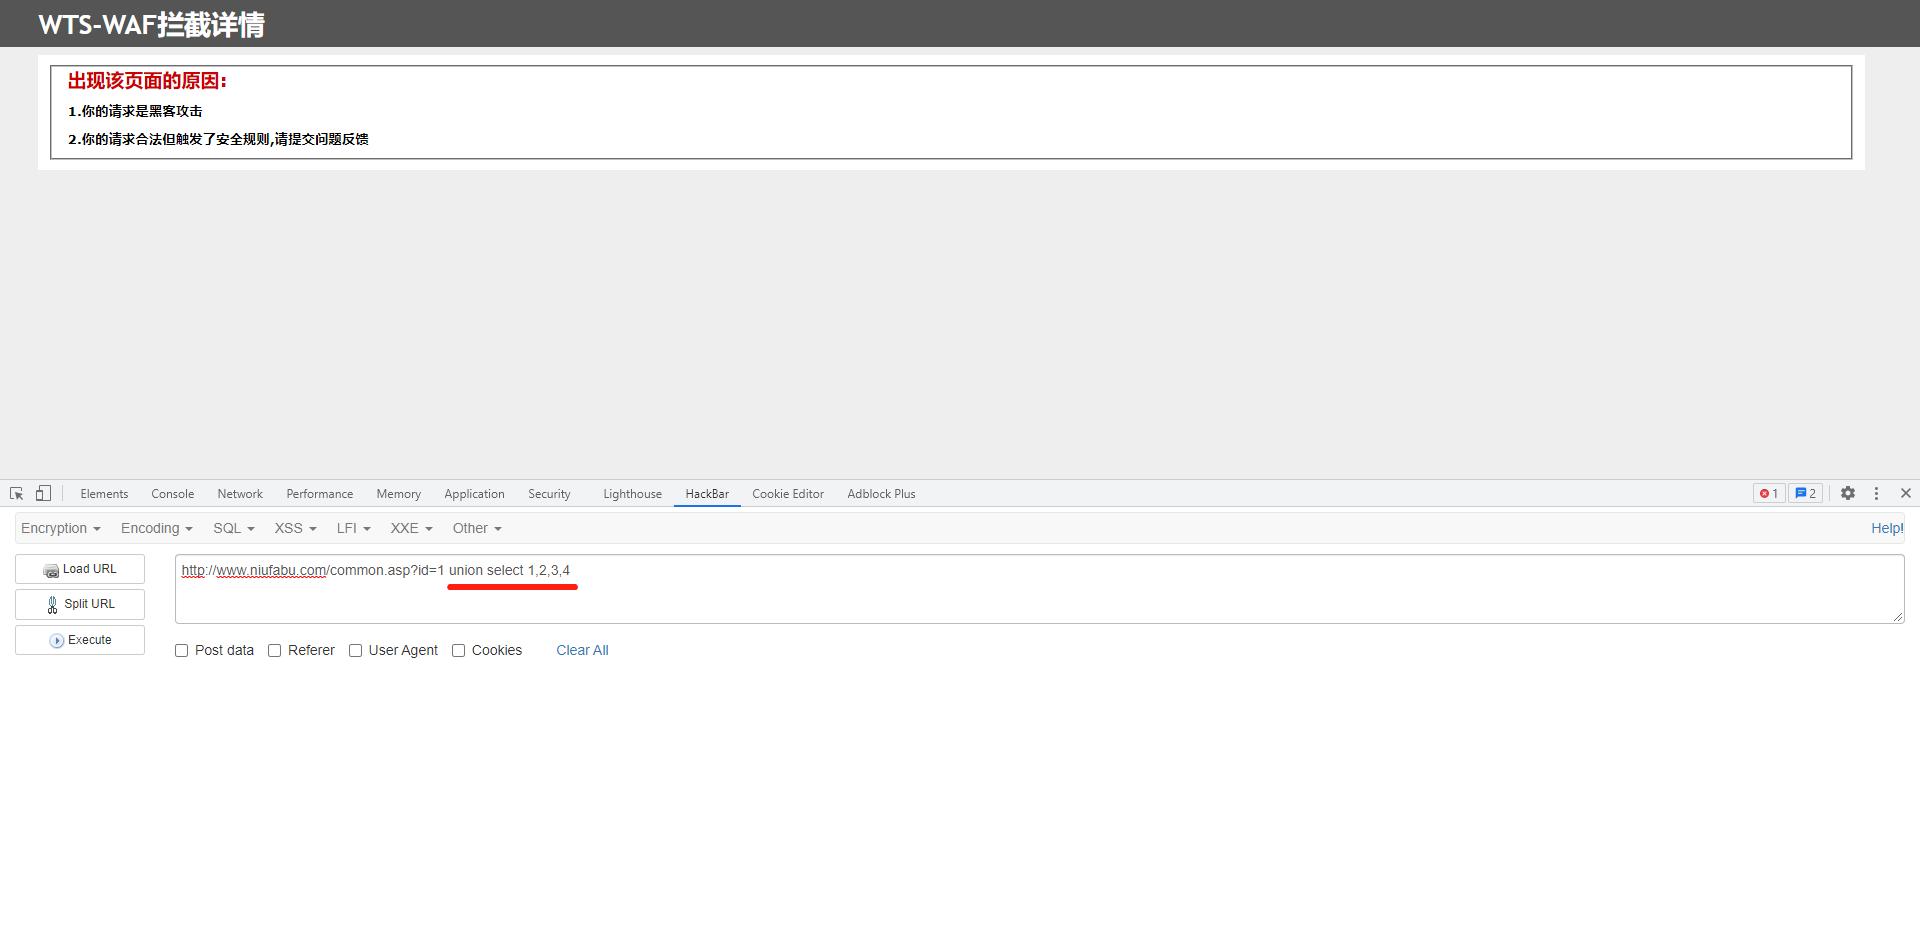 WTS-WAF拦截详情
出现该页面的原因:
1.你的请求是黑客攻击
2.你的请求合法但触发了安全规则,请提交问题反馈
Elements Console Network Performance Memory Application Security Lighthouse HackBar Cookie Editor Adblock Plus 1 2
Encryption Encoding SQL XSS LFI XXE Other Help!
Load URL
http://www.niufabu.com/common.asp?id=1 union select 1,2,3,4
Split URL
Execute
Post data Referer User Agent Cookies Clear All